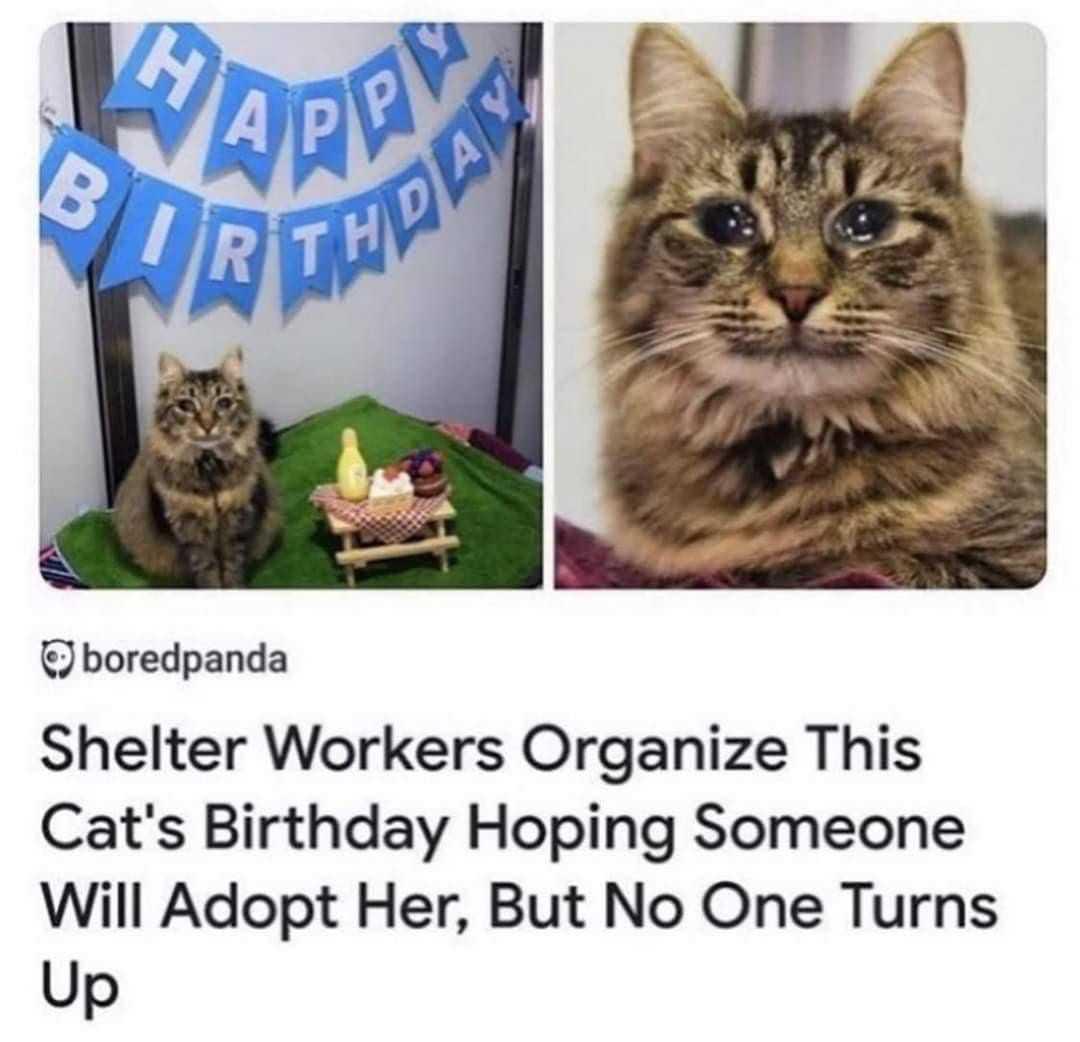 HAPPY
BIRTHDAY
boredpanda
Shelter Workers Organize This
Cat's Birthday Hoping Someone
Will Adopt Her, But No One Turns
Up